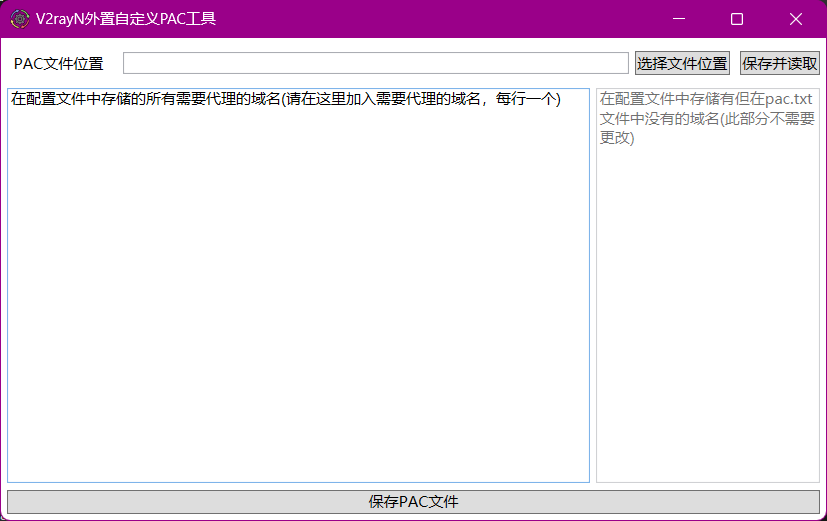 V2rayN外置自定义PAC工具
PAC文件位置
选择文件位置
保存并读取
在配置文件中存储的所有需要代理的域名(请在这里加入需要代理的域名，每行一个)
在配置文件中存储有但在pac.txt
文件中没有的域名(此部分不需要
更改)
保存PAC文件